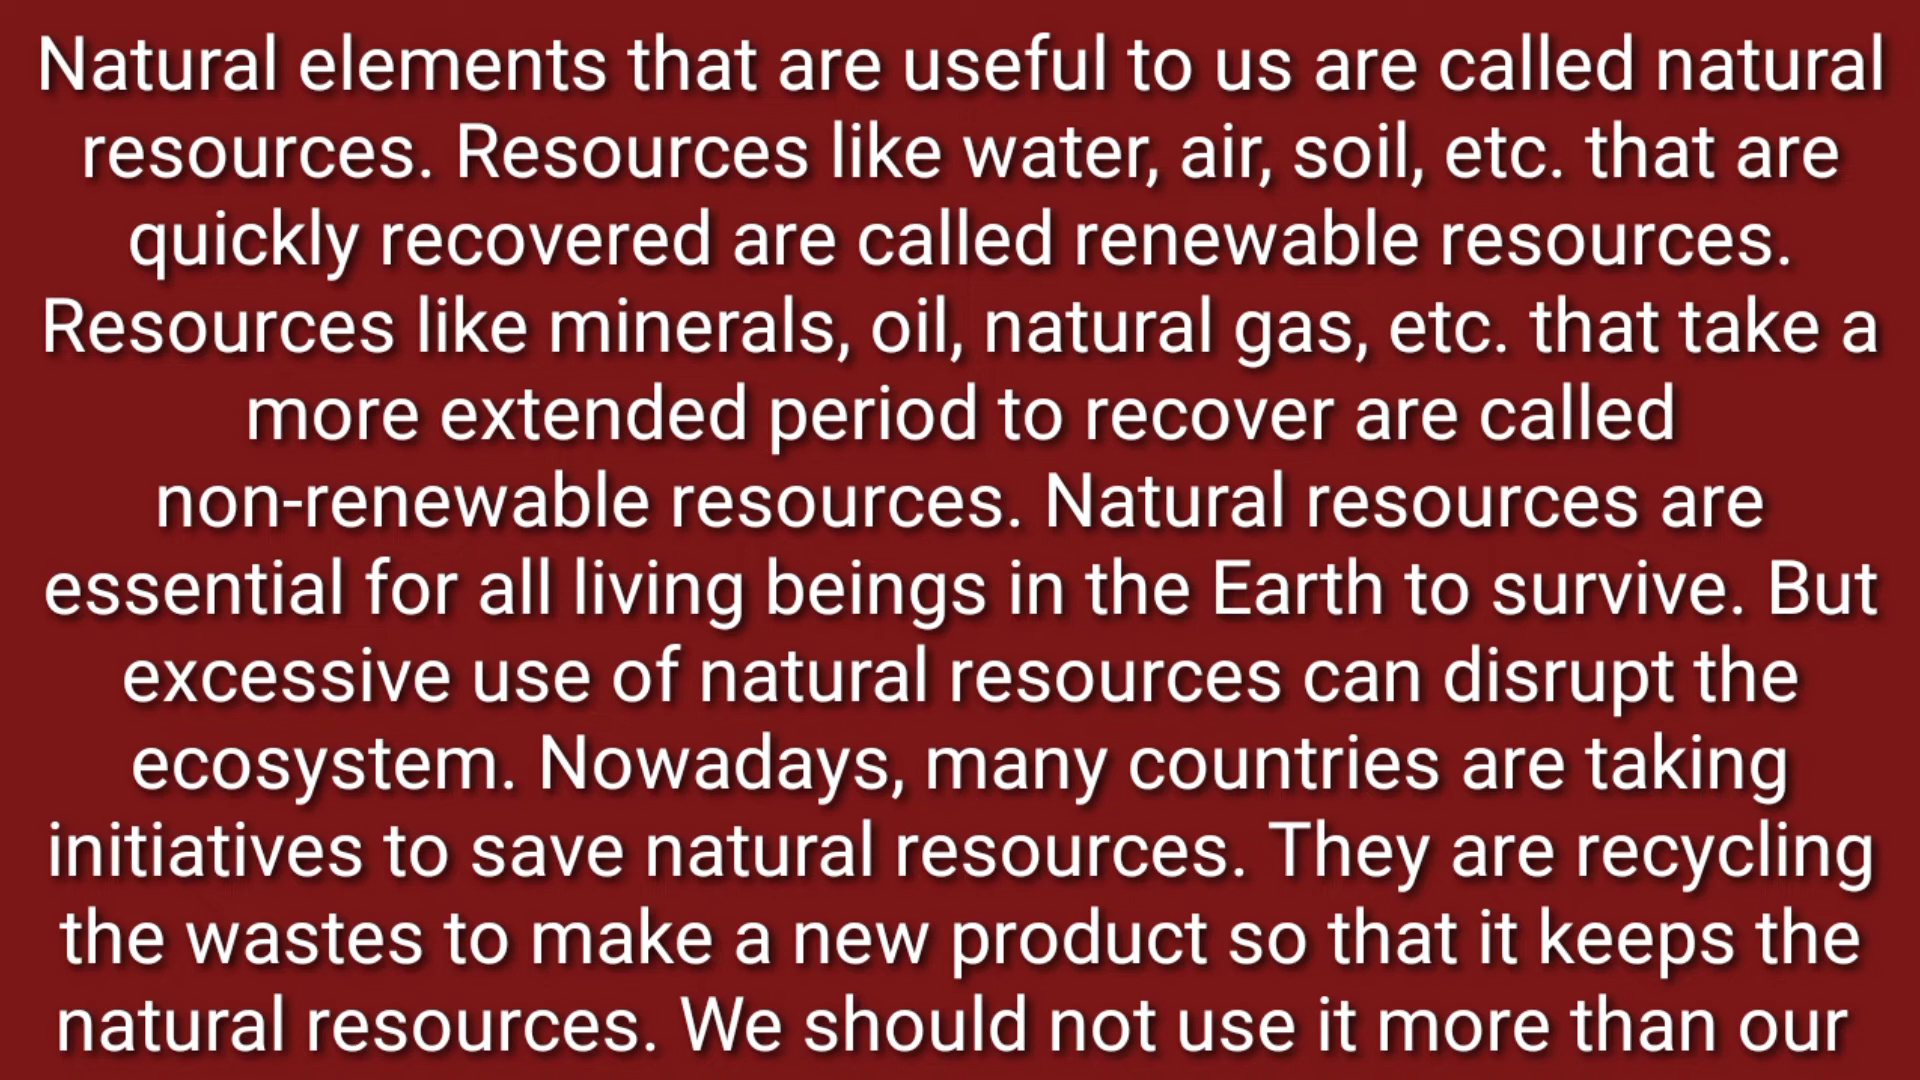 Natural elements that are useful to us are called natural
resources. Resources like water, air, soil, etc. that are
quickly recovered are called renewable resources.
Resources like minerals, oil, natural gas, etc. that take a
more extended period to recover are called
non-renewable resources. Natural resources are
essential for all living beings in the Earth to survive. But
excessive use of natural resources can disrupt the
ecosystem. Nowadays, many countries are taking
initiatives to save natural resources. They are recycling
the wastes to make a new product so that it keeps the
natural resources. We should not use it more than our